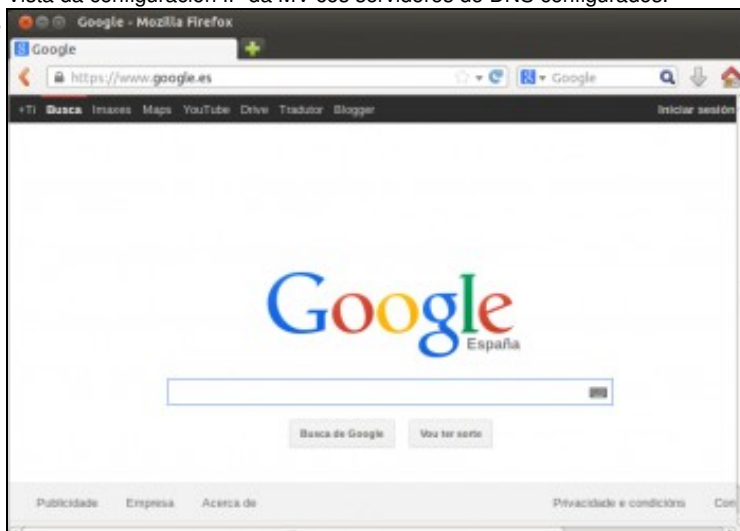 Vista da configuración IP da MV cos servidores de DNS configurados.
Google - Mozilla Firefox
Google
https://www.google.es
Google
+Ti Busca Imaxes Maps YouTube Drive Tradutor Blogger Iniciar sesión
Google
España
Busca de Google Vou ter sorte
Publicidade Empresa Acerca de Privacidade e condicións Con